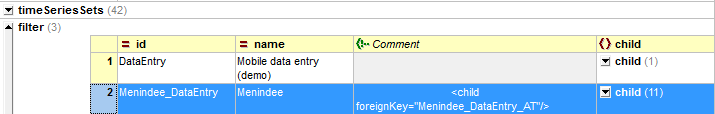 timeSeriesSets (42)
filter (3)
id name Comment child
1 DataEntry Mobile data entry (demo) child (1)
2 Menindee_DataEntry Menindee <child foreignKey="Menindee_DataEntry_AT"/> child (11)